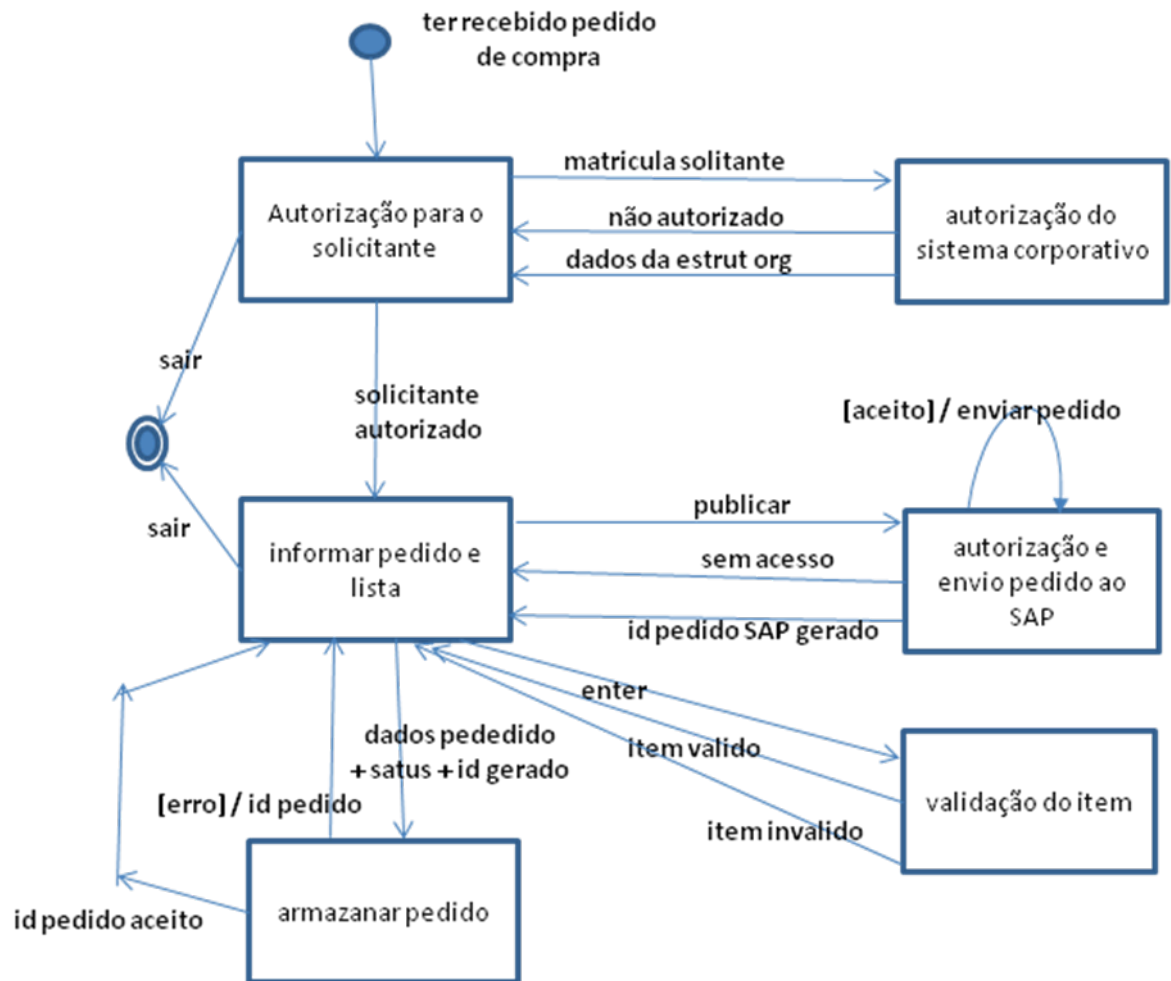 ter recebido pedido
de compra
matricula solitante
Autorização para o
solicitante
não autorizado
autorização do
sistema corporativo
dados da estrut org
sair
solicitante
autorizado
[aceito] / enviar pedido
sair
publicar
informar pedido e
lista
sem acesso
autorização e
envio pedido ao
SAP
id pedido SAP gerado
enter
dados pededido
+ satus + id gerado
item valido
[erro] / id pedido
validação do item
item invalido
id pedido aceito
armazanar pedido